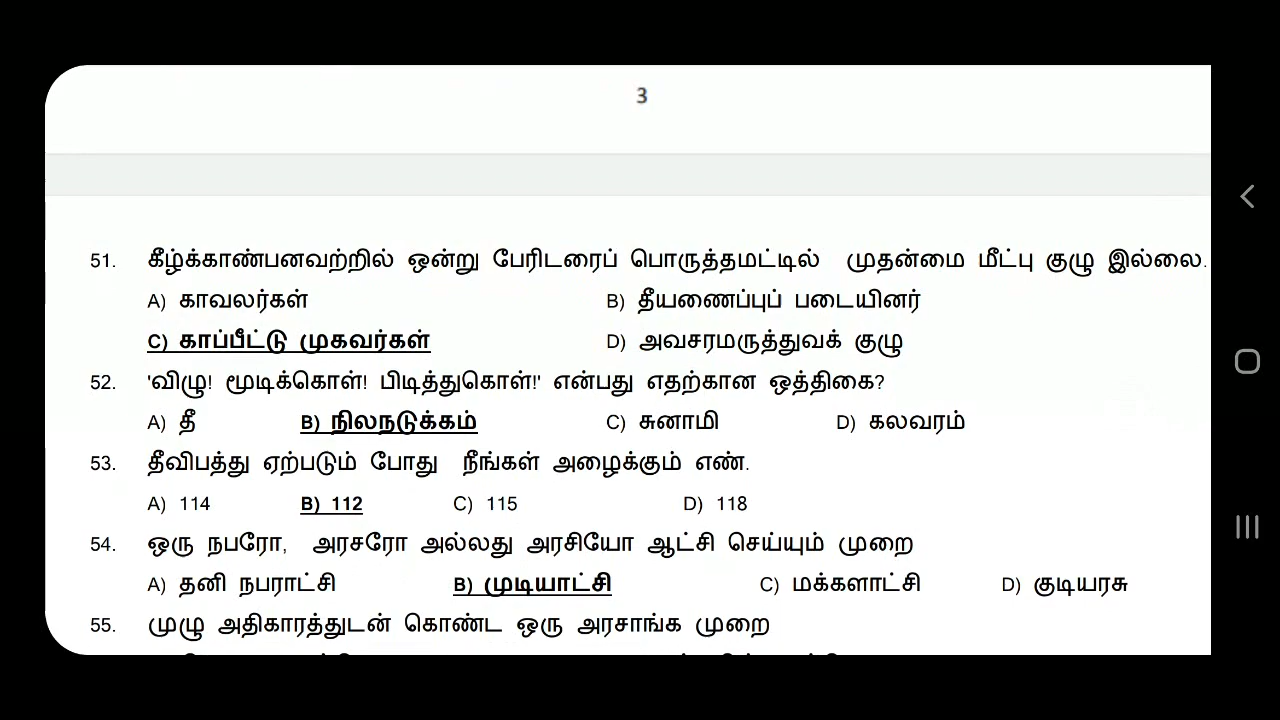 3
51. கீழ்க்காண்பனவற்றில் ஒன்று பேரிடரைப் பொருத்தமட்டில் முதன்மை மீட்பு குழு இல்லை.
A) காவலர்கள் B) தீயணைப்புப் படையினர்
C) காப்பீட்டு முகவர்கள் D) அவசரமருத்துவக் குழு
52. 'விழு! மூடிக்கொள்! பிடித்துகொள்!' என்பது எதற்கான ஒத்திகை?
A) தீ B) நிலநடுக்கம் C) சுனாமி D) கலவரம்
53. தீவிபத்து ஏற்படும் போது நீங்கள் அழைக்கும் எண்.
A) 114 B) 112 C) 115 D) 118
54. ஒரு நபரோ, அரசரோ அல்லது அரசியோ ஆட்சி செய்யும் முறை
A) தனி நபராட்சி B) முடியாட்சி C) மக்களாட்சி D) குடியரசு
55. முழு அதிகாரத்துடன் கொண்ட ஒரு அரசாங்க முறை